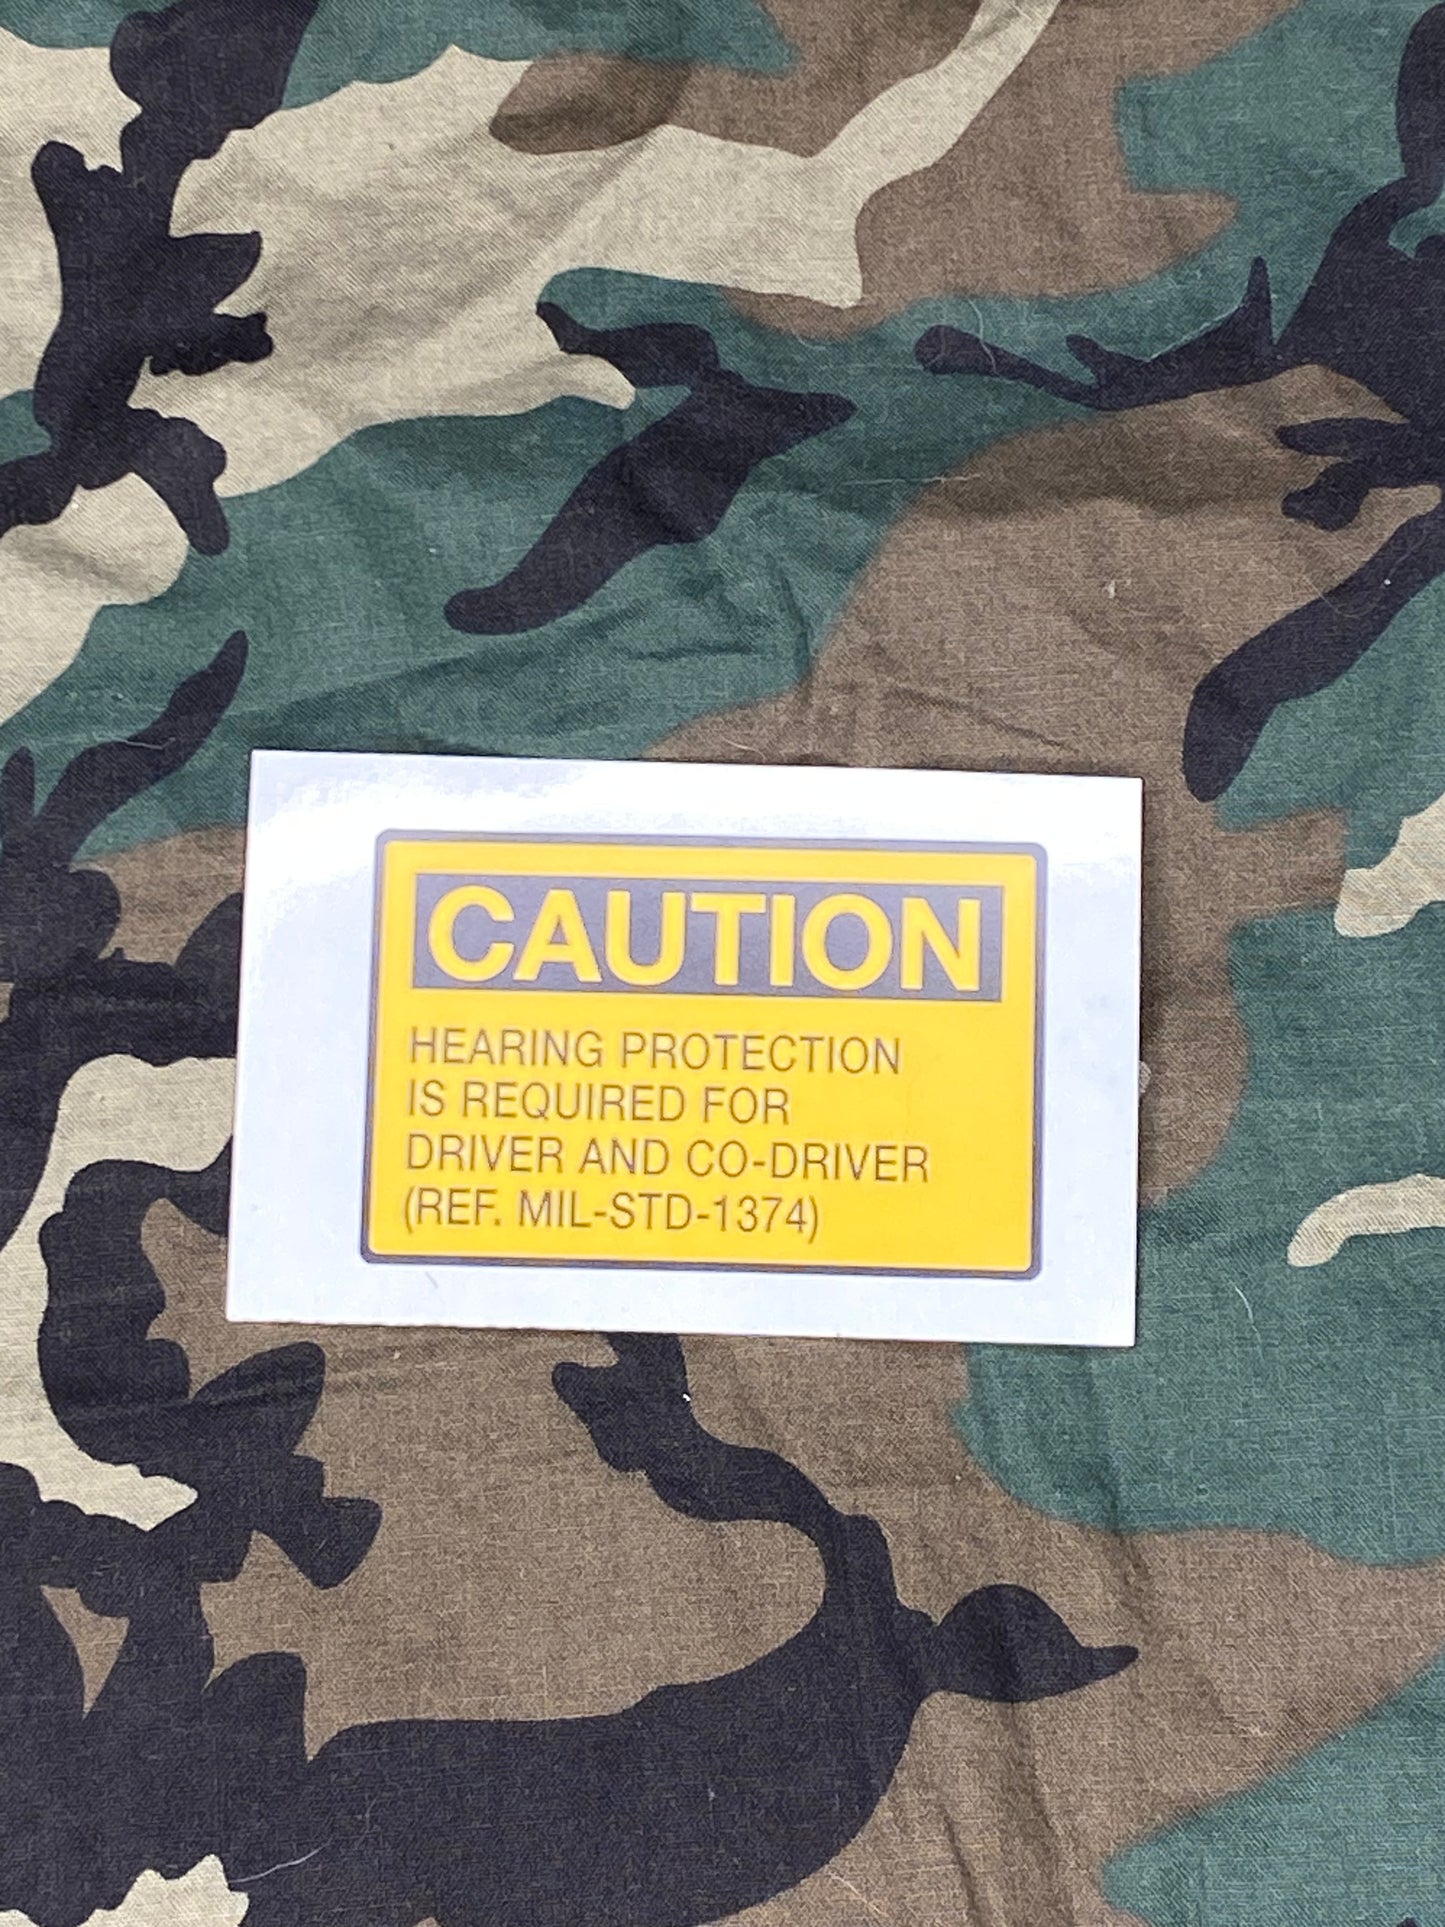 CAUTION
HEARING PROTECTION
IS REQUIRED FOR
DRIVER AND CO-DRIVER
(REF. MIL-STD-1374)